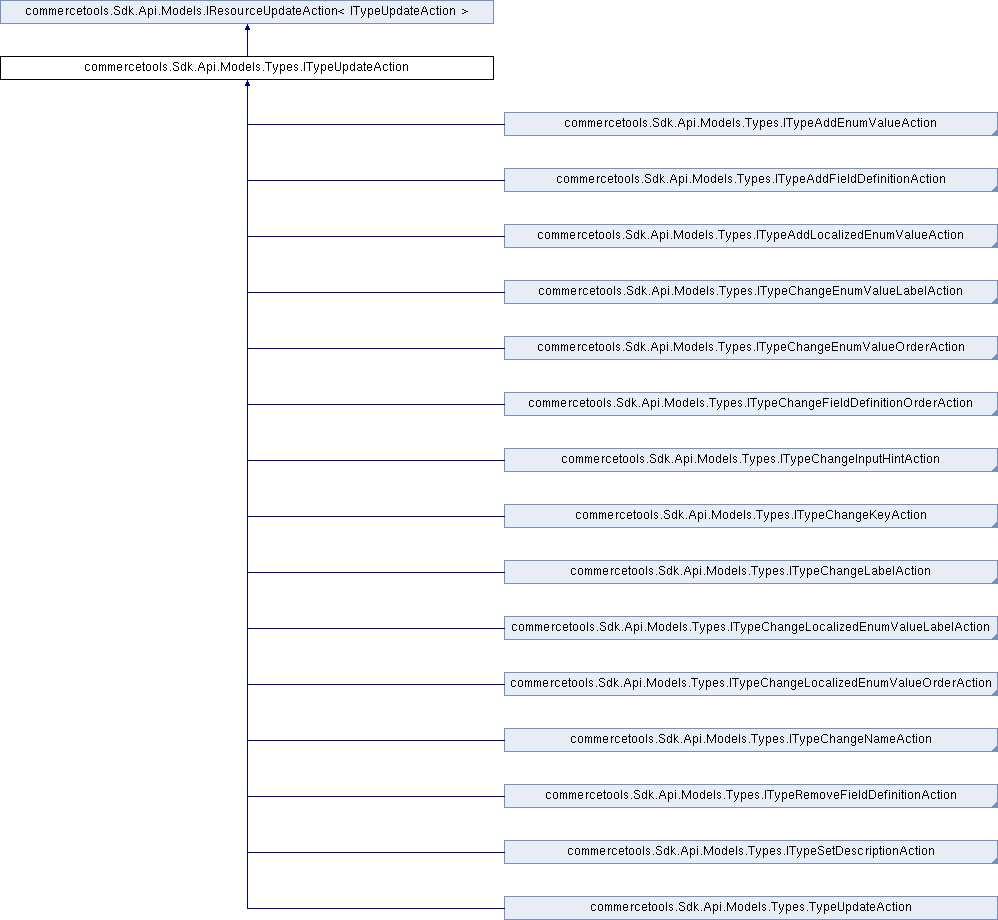 commercetools.Sdk.Api.Models.IResourceUpdateAction< ITypeUpdateAction >
commercetools.Sdk.Api.Models.Types.ITypeUpdateAction
commercetools.Sdk.Api.Models.Types.ITypeAddEnumValueAction
commercetools.Sdk.Api.Models.Types.ITypeAddFieldDefinitionAction
commercetools.Sdk.Api.Models.Types.ITypeAddLocalizedEnumValueAction
commercetools.Sdk.Api.Models.Types.ITypeChangeEnumValueLabelAction
commercetools.Sdk.Api.Models.Types.ITypeChangeEnumValueOrderAction
commercetools.Sdk.Api.Models.Types.ITypeChangeFieldDefinitionOrderAction
commercetools.Sdk.Api.Models.Types.ITypeChangeInputHintAction
commercetools.Sdk.Api.Models.Types.ITypeChangeKeyAction
commercetools.Sdk.Api.Models.Types.ITypeChangeLabelAction
commercetools.Sdk.Api.Models.Types.ITypeChangeLocalizedEnumValueLabelAction
commercetools.Sdk.Api.Models.Types.ITypeChangeLocalizedEnumValueOrderAction
commercetools.Sdk.Api.Models.Types.ITypeChangeNameAction
commercetools.Sdk.Api.Models.Types.ITypeRemoveFieldDefinitionAction
commercetools.Sdk.Api.Models.Types.ITypeSetDescriptionAction
commercetools.Sdk.Api.Models.Types.TypeUpdateAction